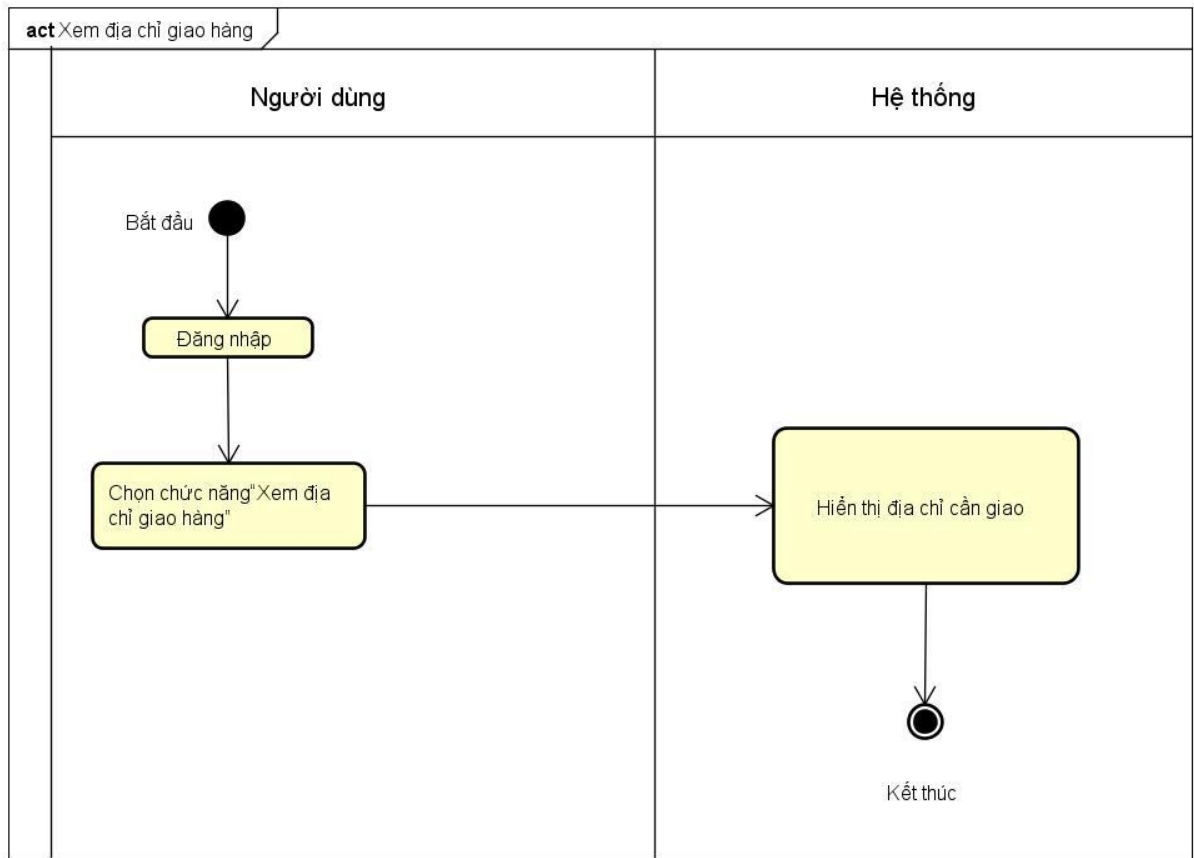 act Xem địa chỉ giao hàng
Người dùng
Hệ thống
Bắt đầu
Đăng nhập
Chọn chức năng"Xem địa
chỉ giao hàng"
Hiển thị địa chỉ cần giao
Kết thúc